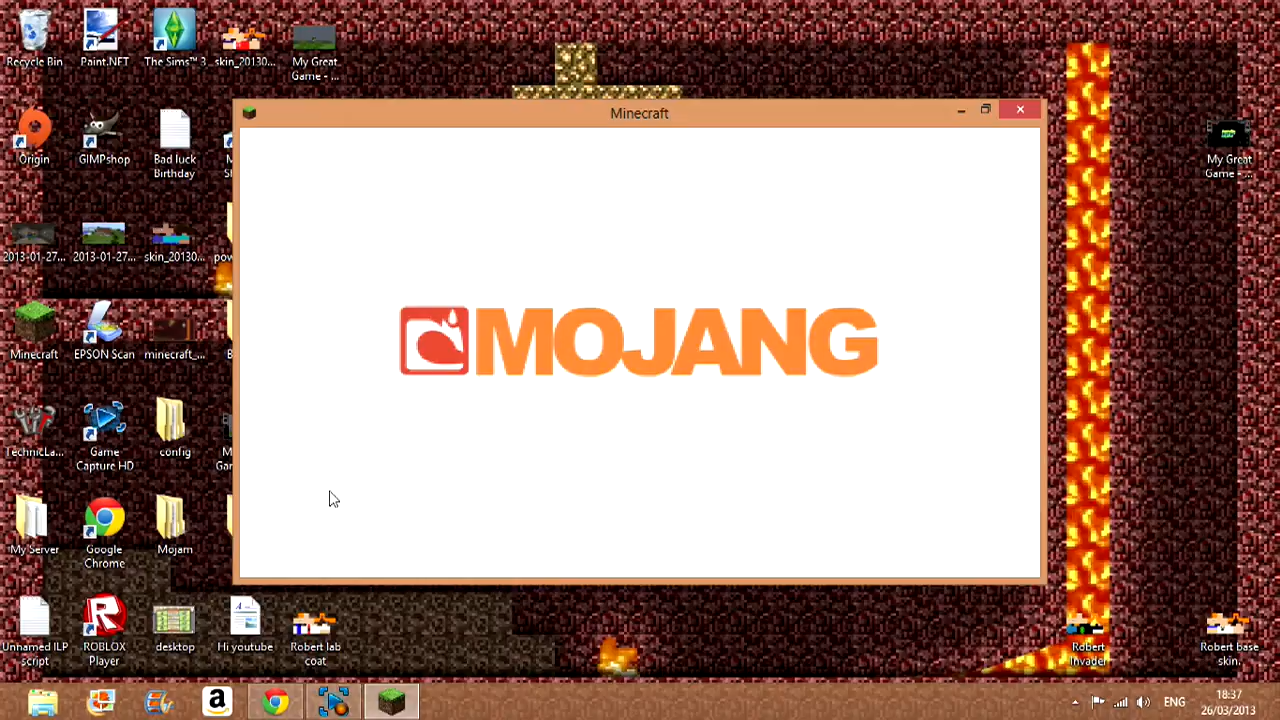 Recycle Bin
Paint.NET
The Sims™ 3
skin_20130...
My Great
Game - ...
Minecraft
Origin
GIMPshop
Bad luck
Birthday
My Great
Game - ...
2013-01-27...
2013-01-27...
skin_20130...
MOJANG
Minecraft
EPSON Scan
minecraft_...
TechnicLa...
Game
Capture HD
config
My Server
Google
Chrome
Mojam
Unnamed ILP
script
ROBLOX
Player
desktop
Hi youtube
Robert lab
coat
Robert
Invader
Robert base
skin.
ENG
18:37
26/03/2013